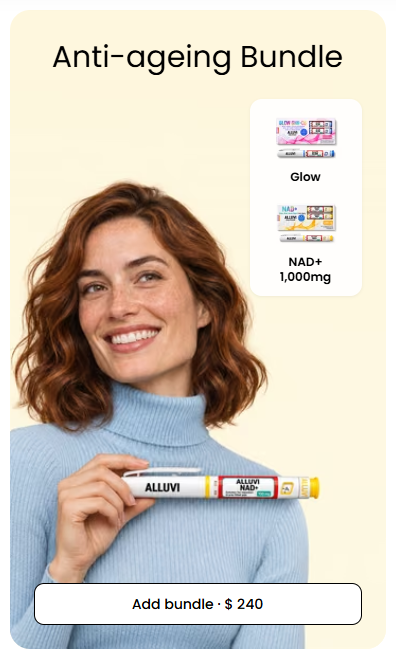 Anti-ageing Bundle
Glow
NAD+
1,000mg
ALLUVI
ALLUVI
NAD+
Add bundle · $ 240